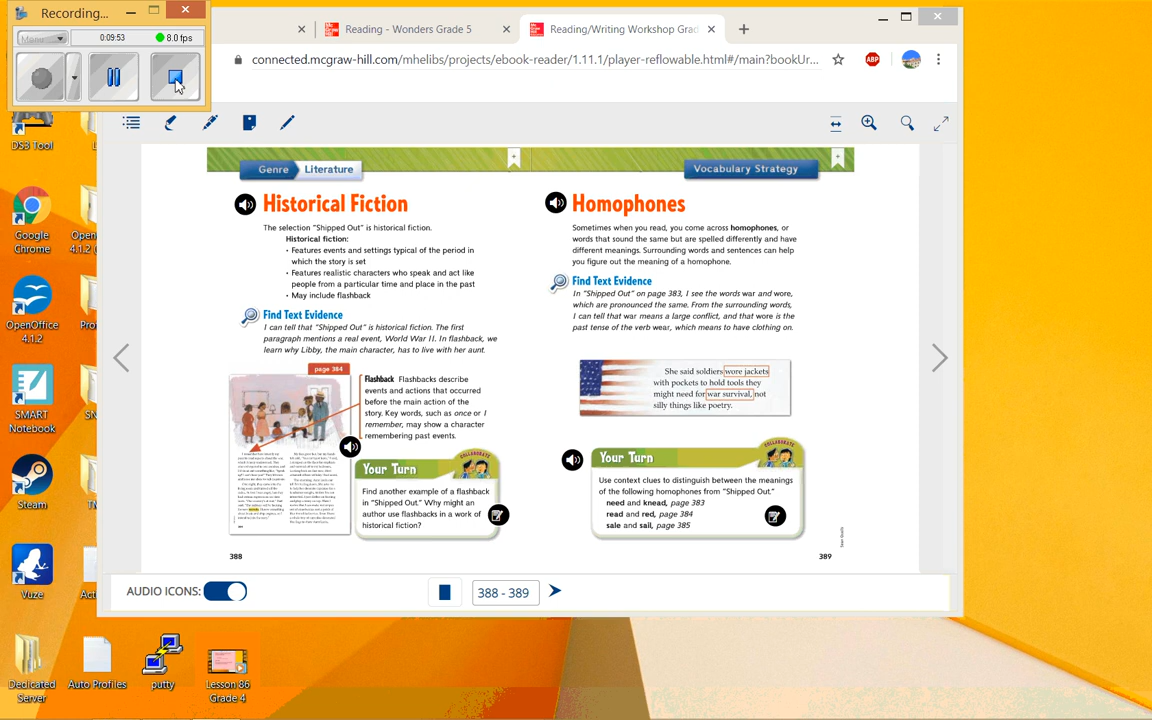 Recording...
Menu
0:09:53
8.0 fps
Reading - Wonders Grade 5
Reading/Writing Workshop Grad
connected.mcgraw-hill.com/mhelibs/projects/ebook-reader/1.11.1/player-reflowable.html#/main?bookUr...
ABP
DS3 Tool
Google
Chrome
OpenOffice
4.1.2
SMART
Notebook
Steam
Vuze
Dedicated
Server
Auto Profiles
putty
Lesson 86
Grade 4
Genre
Literature
Historical Fiction
The selection "Shipped Out" is historical fiction.
Historical fiction:
• Features events and settings typical of the period in
which the story is set
• Features realistic characters who speak and act like
people from a particular time and place in the past
• May include flashback
Find Text Evidence
I can tell that "Shipped Out" is historical fiction. The first
paragraph mentions a real event, World War II. In flashback, we
learn why Libby, the main character, has to live with her aunt.
page 384
Flashback Flashbacks describe
events and actions that occurred
before the main action of the
story. Key words, such as once or I
remember, may show a character
remembering past events.
COLLABORATE
Your Turn
Find another example of a flashback
in "Shipped Out." Why might an
author use flashbacks in a work of
historical fiction?
388
Vocabulary Strategy
Homophones
Sometimes when you read, you come across homophones, or
words that sound the same but are spelled differently and have
different meanings. Surrounding words and sentences can help
you figure out the meaning of a homophone.
Find Text Evidence
In "Shipped Out" on page 383, I see the words war and wore,
which are pronounced the same. From the surrounding words,
I can tell that war means a large conflict, and that wore is the
past tense of the verb wear, which means to have clothing on.
She said soldiers wore jackets
with pockets to hold tools they
might need for war survival, not
silly things like poetry.
COLLABORATE
Your Turn
Use context clues to distinguish between the meanings
of the following homophones from "Shipped Out."
need and knead, page 383
read and red, page 384
sale and sail, page 385
389
AUDIO ICONS:
388 - 389